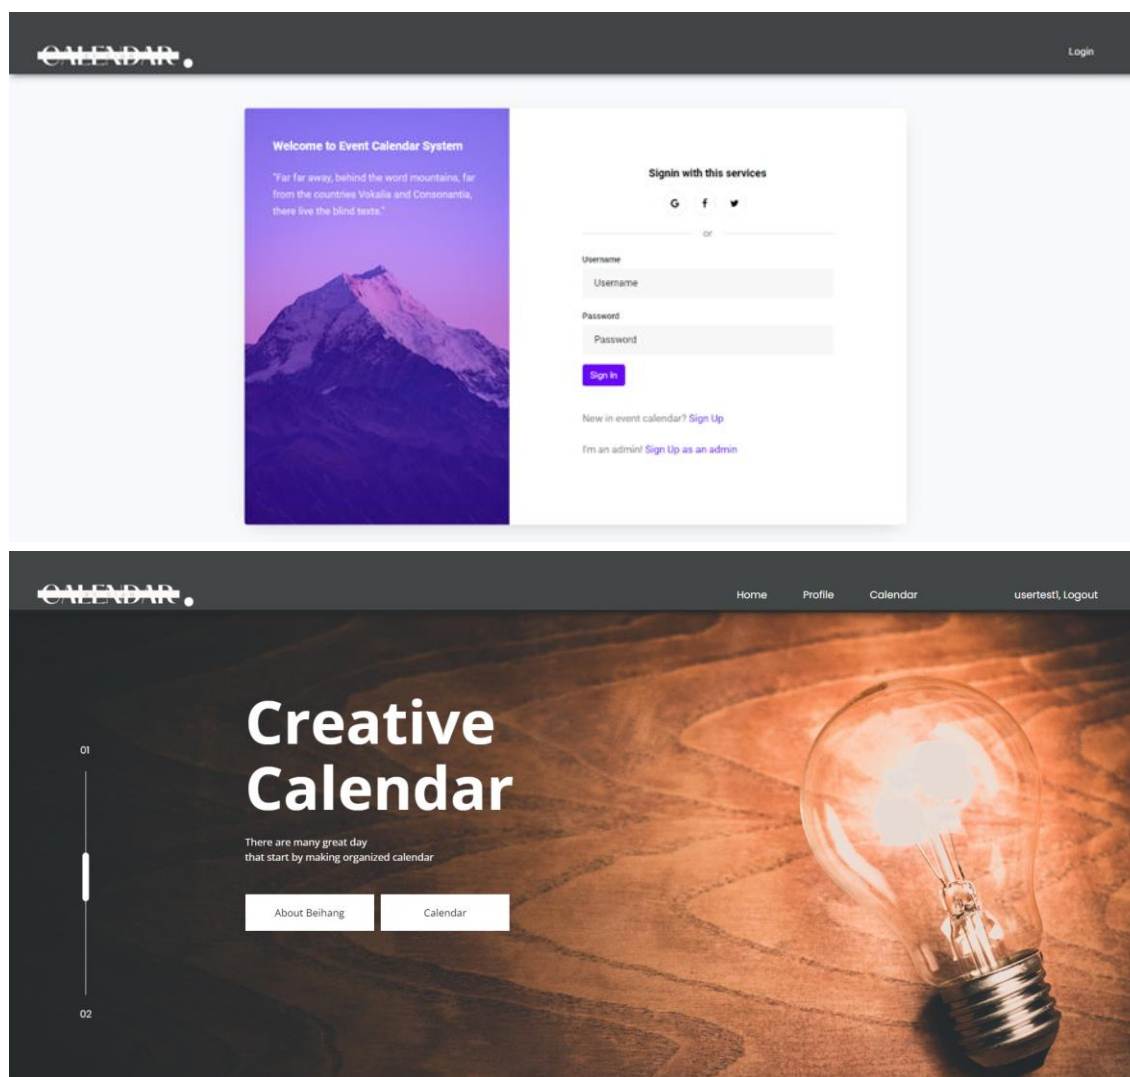 CALENDAR.
Login
Welcome to Event Calendar System
"Far far away, behind the word mountains, far
from the countries Vokalia and Consonantia,
there live the blind texts."
Signin with this services
or
Username
Username
Password
Password
Sign In
New in event calendar? Sign Up
I'm an admin! Sign Up as an admin
CALENDAR.
Home
Profile
Calendar
usertest1, Logout
Creative
Calendar
01
There are many great day
that start by making organized calendar
About Beihang
Calendar
02